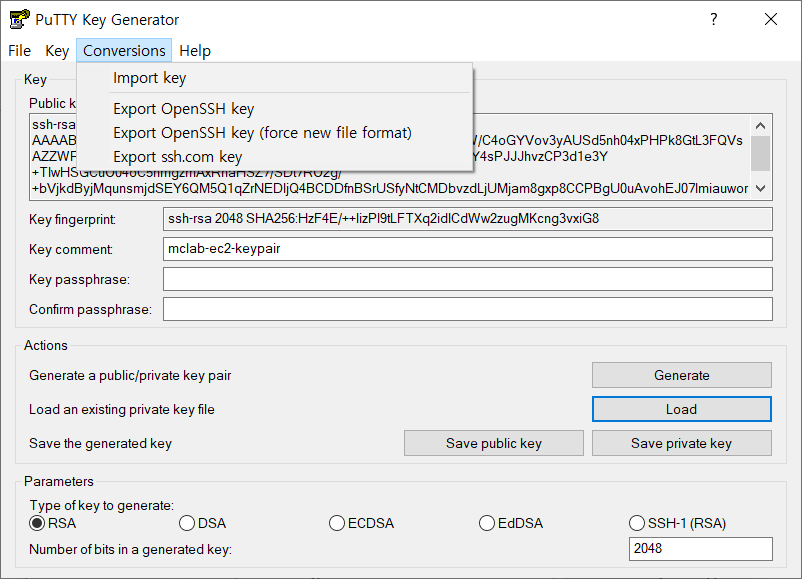 PuTTY Key Generator
?
File Key Conversions Help
Import key
Export OpenSSH key
Export OpenSSH key (force new file format)
Export ssh.com key
Key
Public k
ssh-rsa
/C4oGYVov3yAUSd5nh04xPHPk8GtL3FQVs
AZZWF
Y4sPJJJhvzCP3d1e3Y
Key fingerprint:
ssh-rsa 2048
Key comment:
mclab-ec2-keypair
Key passphrase:
Confirm passphrase:
Actions
Generate a public/private key pair
Generate
Load an existing private key file
Load
Save the generated key
Save public key
Save private key
Parameters
Type of key to generate:
RSA DSA ECDSA EdDSA SSH-1 (RSA)
Number of bits in a generated key:
2048